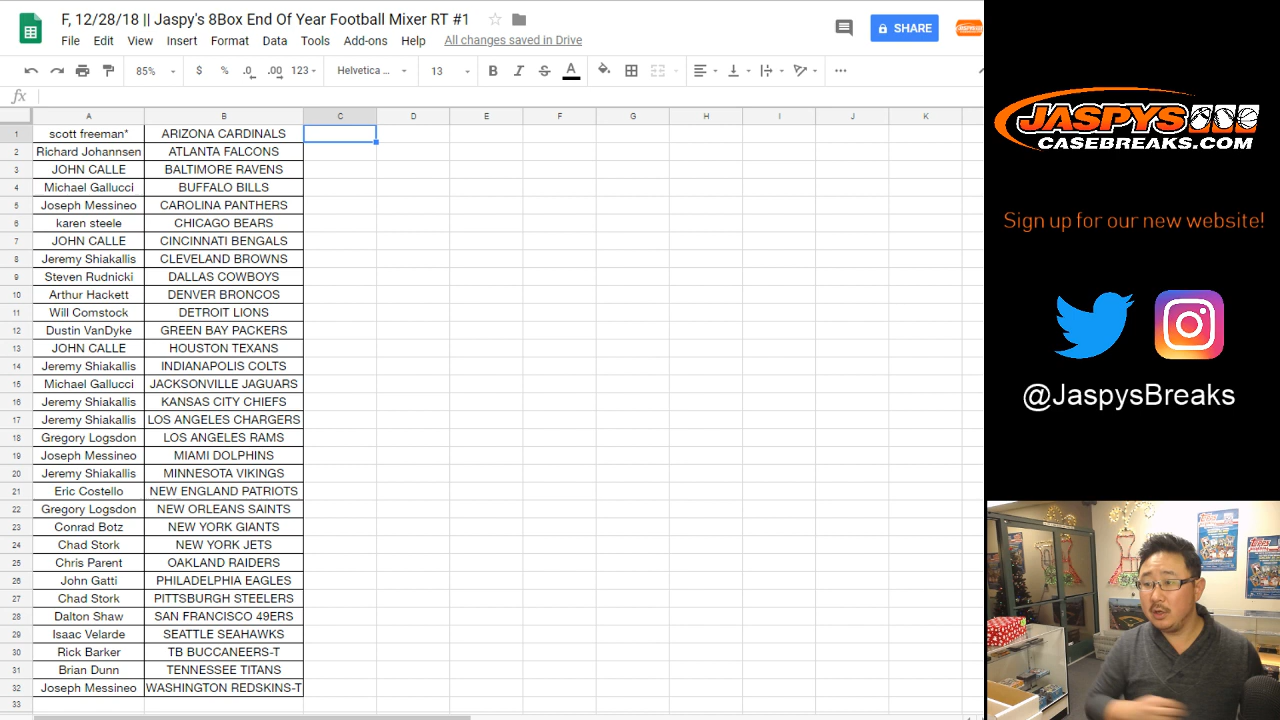 F, 12/28/18 || Jaspy's 8Box End Of Year Football Mixer RT #1
File Edit View Insert Format Data Tools Add-ons Help All changes saved in Drive
SHARE
85% $ % .0 .00 123 Helvetica ... 13 B I S A
fx
A B C D E F G H I J K
1 scott freeman* ARIZONA CARDINALS
2 Richard Johannsen ATLANTA FALCONS
3 JOHN CALLE BALTIMORE RAVENS
4 Michael Gallucci BUFFALO BILLS
5 Joseph Messineo CAROLINA PANTHERS
6 karen steele CHICAGO BEARS
7 JOHN CALLE CINCINNATI BENGALS
8 Jeremy Shiakallis CLEVELAND BROWNS
9 Steven Rudnicki DALLAS COWBOYS
10 Arthur Hackett DENVER BRONCOS
11 Will Comstock DETROIT LIONS
12 Dustin VanDyke GREEN BAY PACKERS
13 JOHN CALLE HOUSTON TEXANS
14 Jeremy Shiakallis INDIANAPOLIS COLTS
15 Michael Gallucci JACKSONVILLE JAGUARS
16 Jeremy Shiakallis KANSAS CITY CHIEFS
17 Jeremy Shiakallis LOS ANGELES CHARGERS
18 Gregory Logsdon LOS ANGELES RAMS
19 Joseph Messineo MIAMI DOLPHINS
20 Jeremy Shiakallis MINNESOTA VIKINGS
21 Eric Costello NEW ENGLAND PATRIOTS
22 Gregory Logsdon NEW ORLEANS SAINTS
23 Conrad Botz NEW YORK GIANTS
24 Chad Stork NEW YORK JETS
25 Chris Parent OAKLAND RAIDERS
26 John Gatti PHILADELPHIA EAGLES
27 Chad Stork PITTSBURGH STEELERS
28 Dalton Shaw SAN FRANCISCO 49ERS
29 Isaac Velarde SEATTLE SEAHAWKS
30 Rick Barker TB BUCCANEERS-T
31 Brian Dunn TENNESSEE TITANS
32 Joseph Messineo WASHINGTON REDSKINS-T
33
JASPYS
CASEBREAKS.COM
Sign up for our new website!
@JaspysBreaks